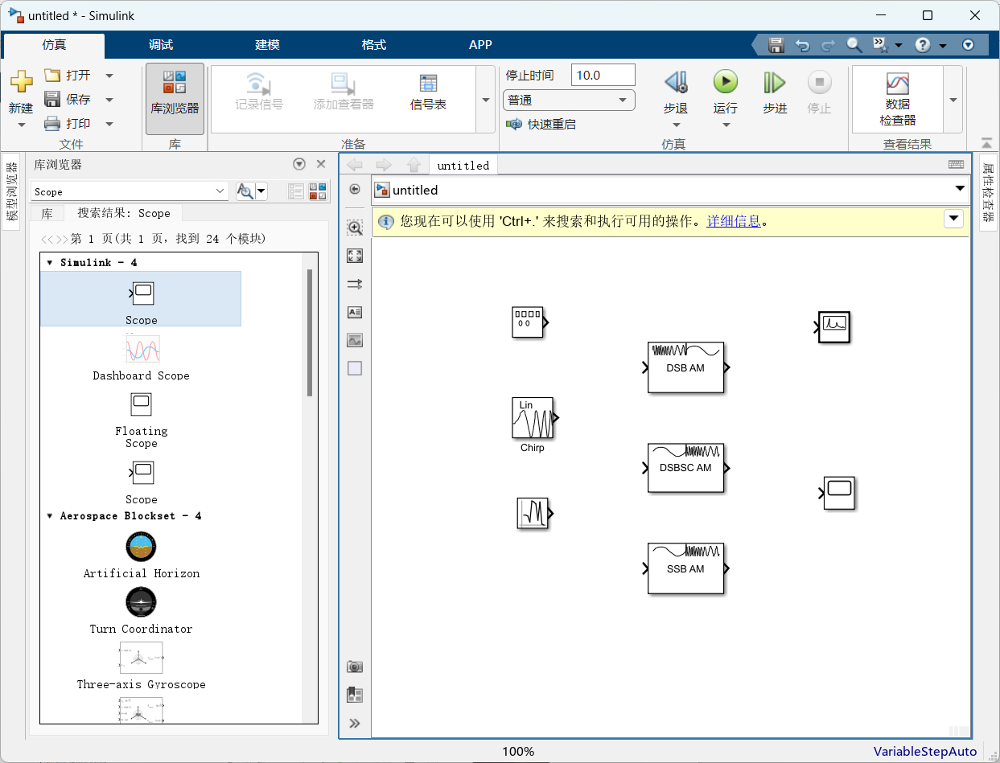 untitled * - Simulink
仿真
调试
建模
格式
APP
新建
打开
保存
打印
文件
库浏览器
库
记录信号
添加查看器
信号表
准备
停止时间
10.0
普通
快速重启
步退
运行
步进
停止
仿真
数据
检查器
查看结果
模型浏览器
库浏览器
Scope
库
搜索结果: Scope
第 1 页(共 1 页, 找到 24 个模块)
Simulink - 4
Scope
Dashboard Scope
Floating
Scope
Scope
Aerospace Blockset - 4
Artificial Horizon
Turn Coordinator
Three-axis Gyroscope
untitled
untitled
您现在可以使用 'Ctrl+.' 来搜索和执行可用的操作。详细信息。
Lin
Chirp
DSB AM
DSBSC AM
SSB AM
属性检查器
100%
VariableStepAuto